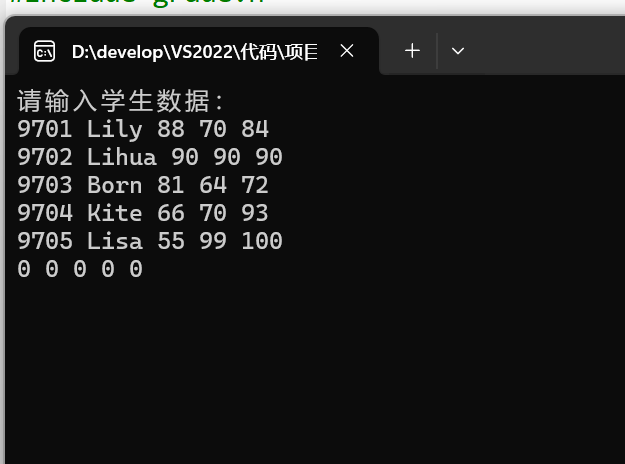 D:\develop\VS2022\代码\项目
请输入学生数据:
9701 Lily 88 70 84
9702 Lihua 90 90 90
9703 Born 81 64 72
9704 Kite 66 70 93
9705 Lisa 55 99 100
0 0 0 0 0